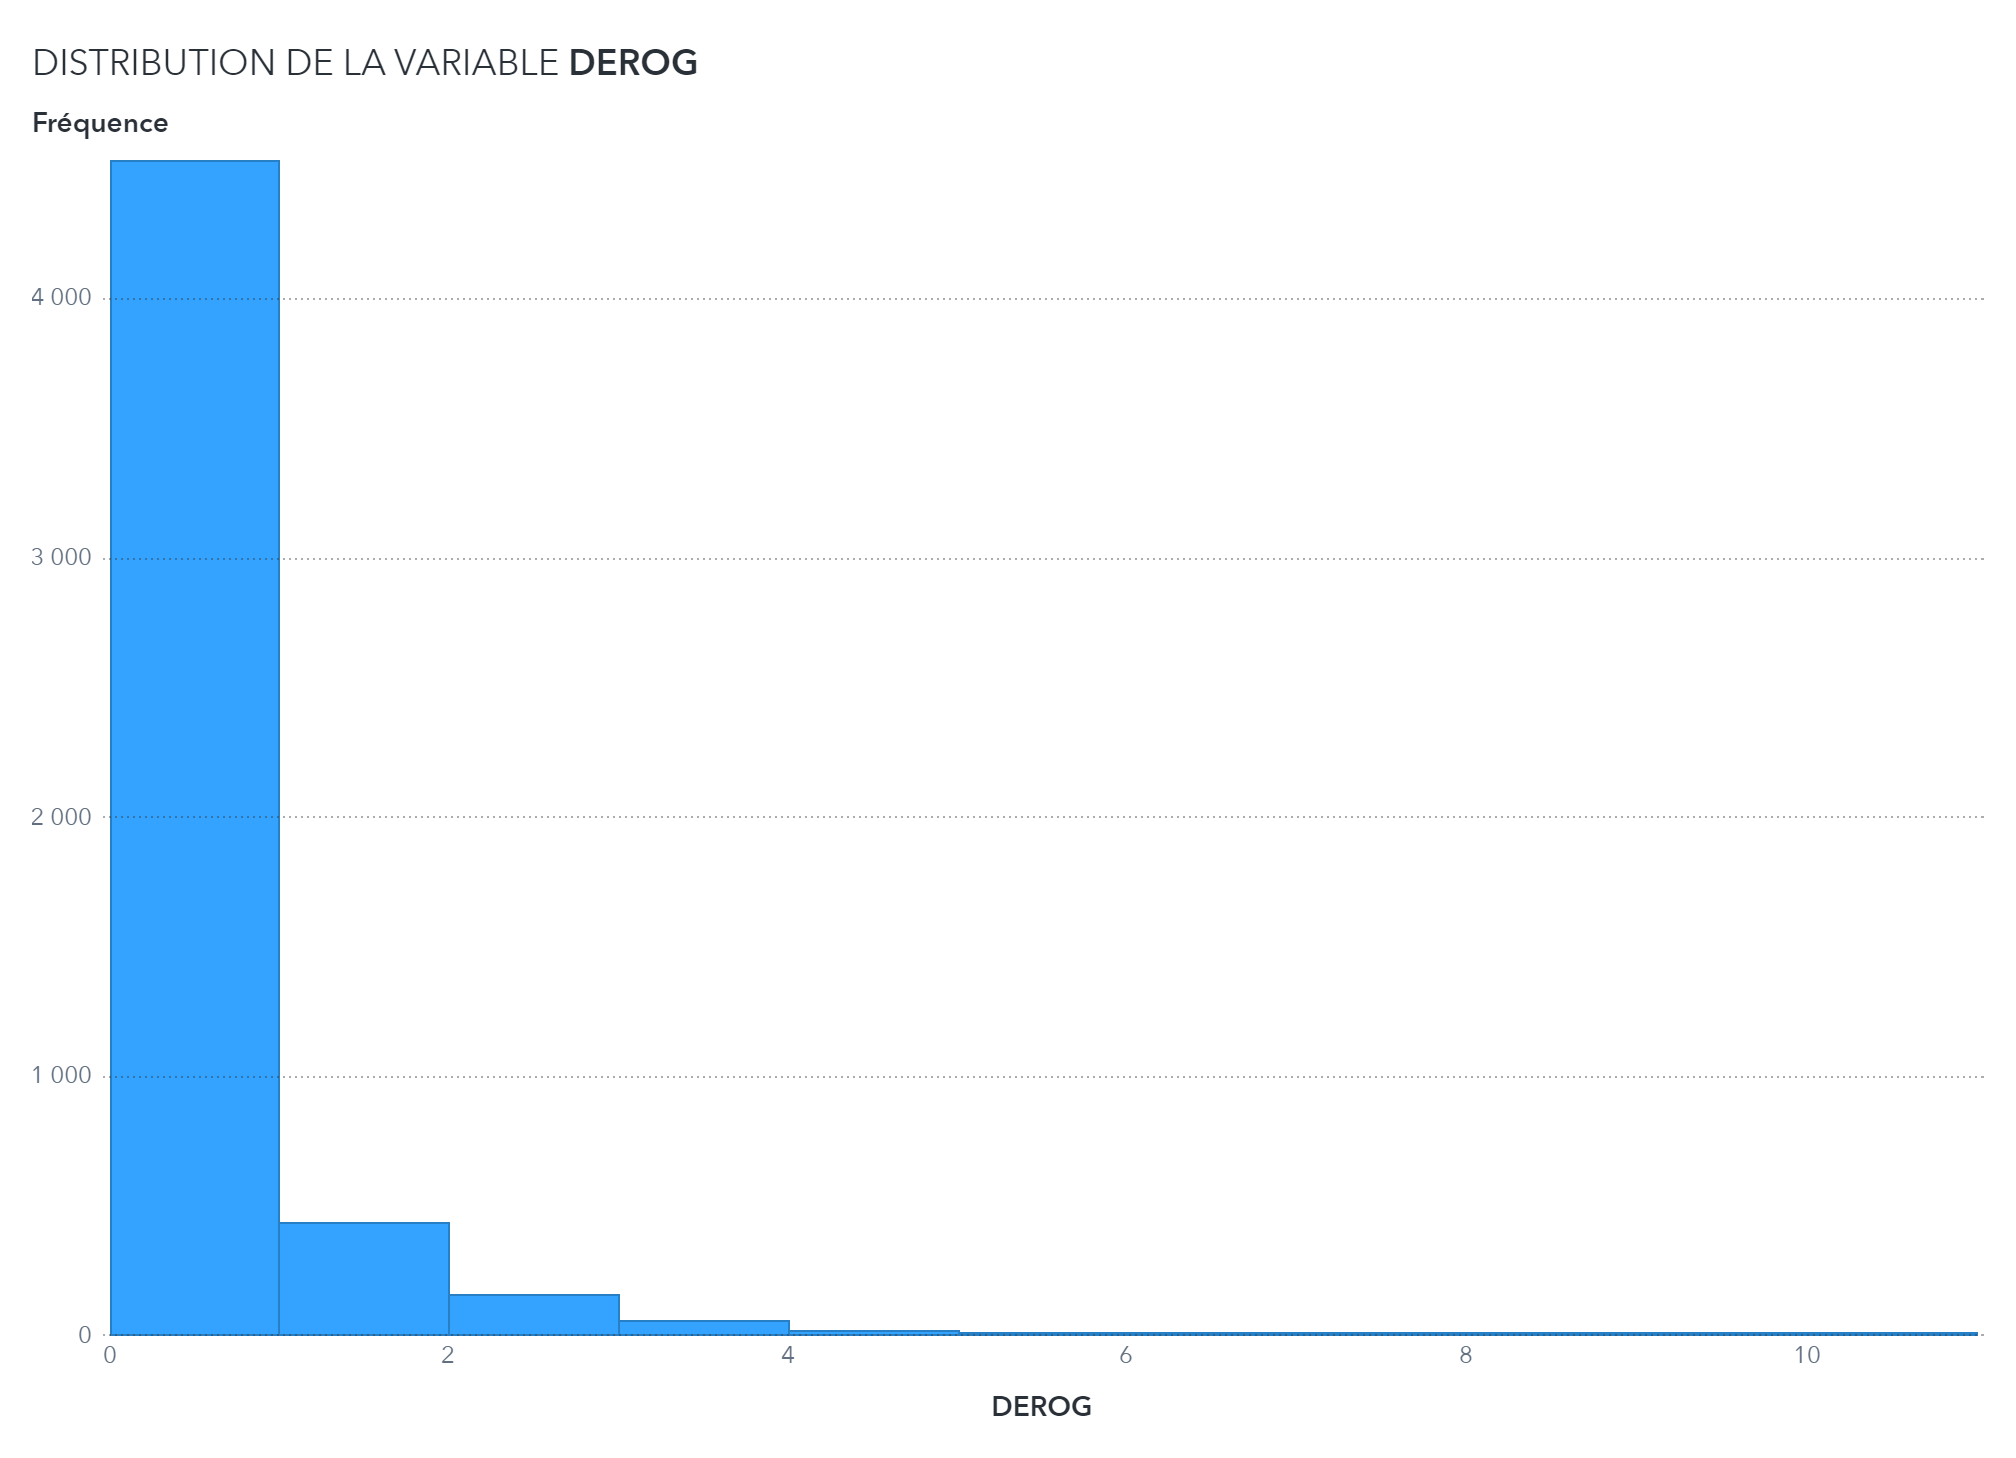 DISTRIBUTION DE LA VARIABLE DEROG
Fréquence
4 000
3 000
2 000
1 000
0
0 2 4 6 8 10
DEROG